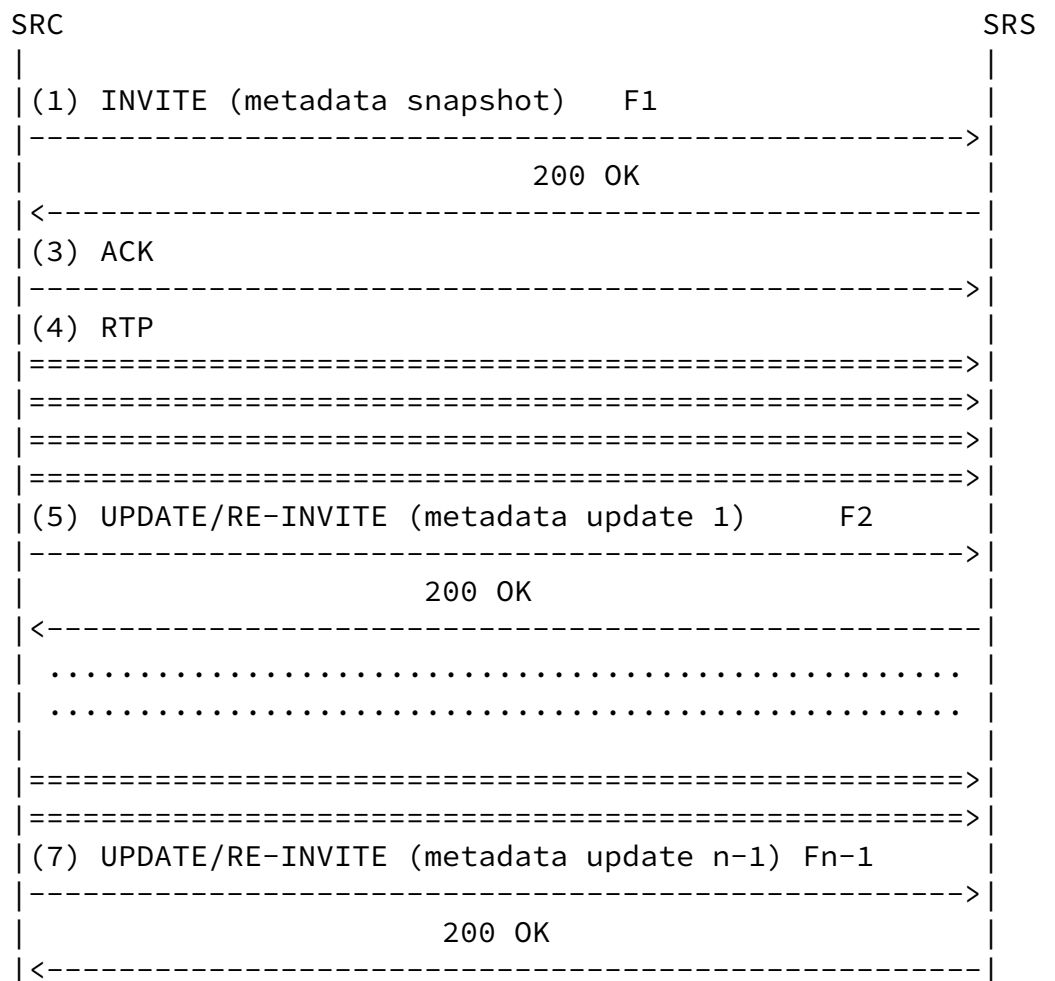 SRC                                                   SRS
|                                                      |
|(1) INVITE (metadata snapshot)   F1                   |
|---------------------------------------------------->|
|                            200 OK                    |
|<----------------------------------------------------|
|(3) ACK                                               |
|---------------------------------------------------->|
|(4) RTP                                               |
|====================================================>|
|====================================================>|
|====================================================>|
|====================================================>|
|(5) UPDATE/RE-INVITE (metadata update 1)     F2       |
|---------------------------------------------------->|
|                      200 OK                          |
|<----------------------------------------------------|
| ................................................... |
| ................................................... |
|                                                      |
|====================================================>|
|====================================================>|
|(7) UPDATE/RE-INVITE (metadata update n-1) Fn-1       |
|---------------------------------------------------->|
|                       200 OK                         |
|<----------------------------------------------------|